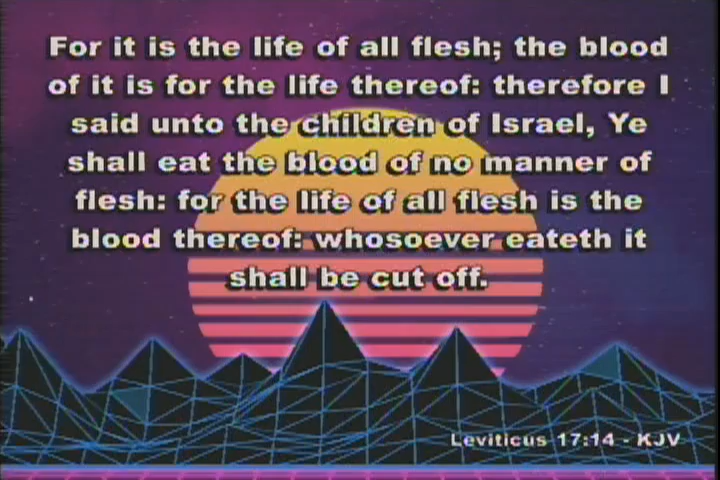 For it is the life of all flesh; the blood
of it is for the life thereof: therefore I
said unto the children of Israel, Ye
shall eat the blood of no manner of
flesh: for the life of all flesh is the
blood thereof: whosoever eateth it
shall be cut off.
Leviticus 17:14 - KJV